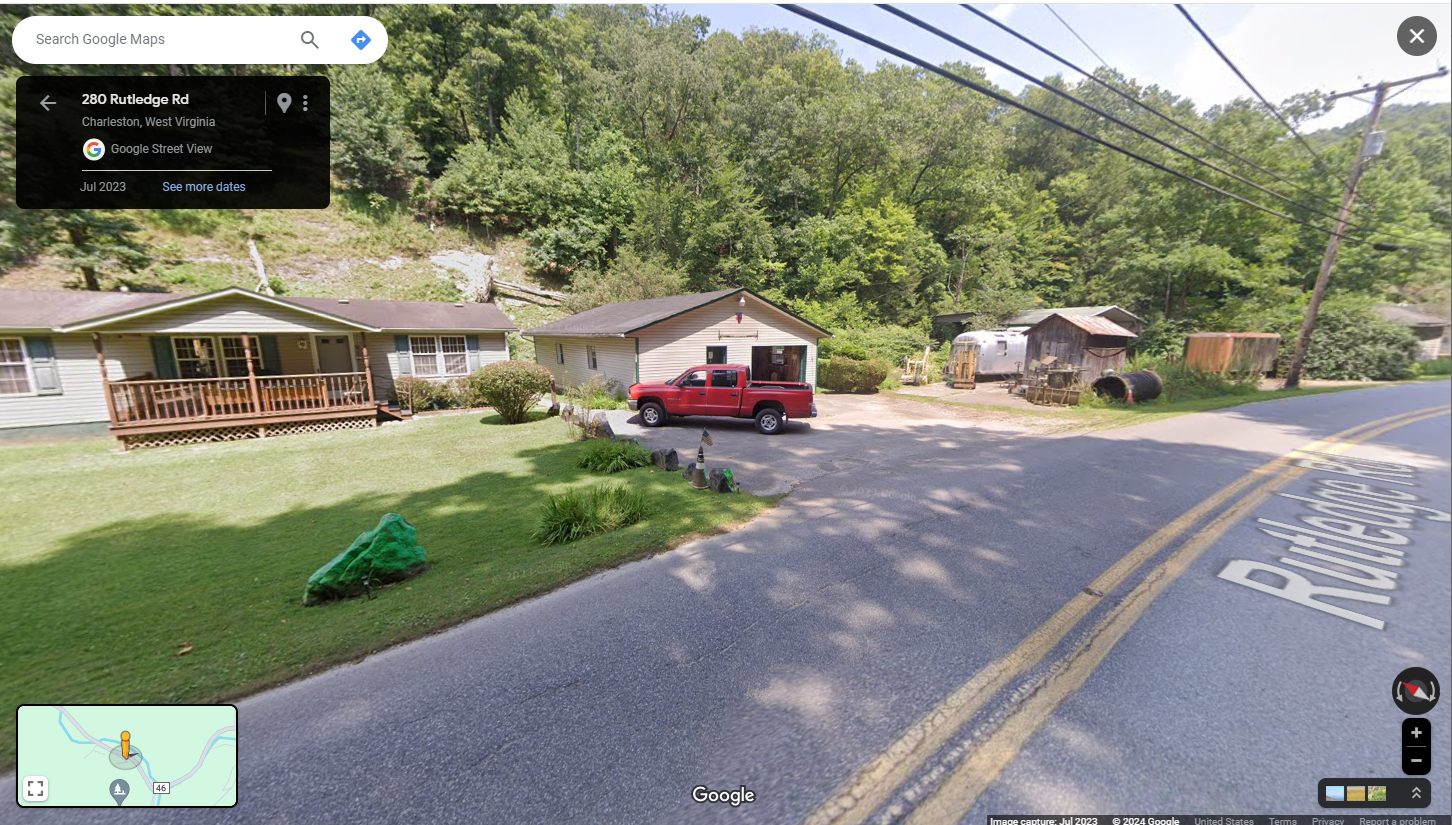 Search Google Maps
280 Rutledge Rd
Charleston, West Virginia
Google Street View
Jul 2023 See more dates
Rutledge Rd
46
Google
Image capture: Jul 2023 © 2024 Google United States Terms Privacy Report a problem